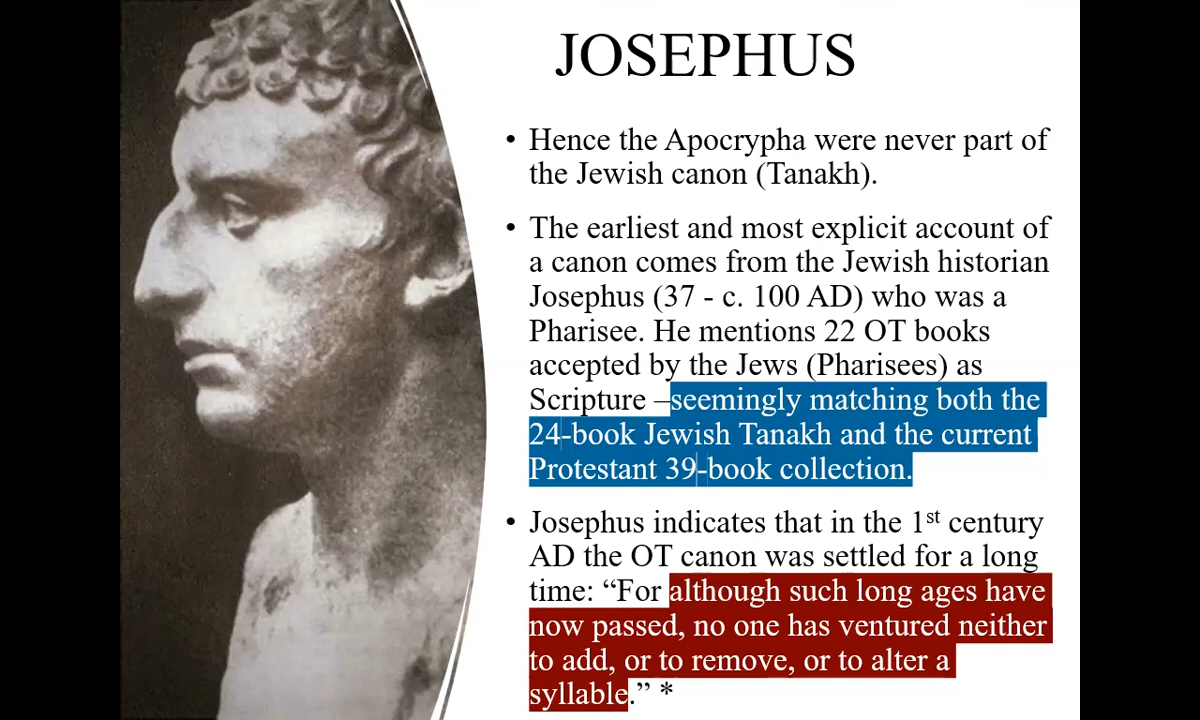 JOSEPHUS
• Hence the Apocrypha were never part of
the Jewish canon (Tanakh).
• The earliest and most explicit account of
a canon comes from the Jewish historian
Josephus (37 - c. 100 AD) who was a
Pharisee. He mentions 22 OT books
accepted by the Jews (Pharisees) as
Scripture –seemingly matching both the
24-book Jewish Tanakh and the current
Protestant 39-book collection.
• Josephus indicates that in the 1st century
AD the OT canon was settled for a long
time: “For although such long ages have
now passed, no one has ventured neither
to add, or to remove, or to alter a
syllable.” *